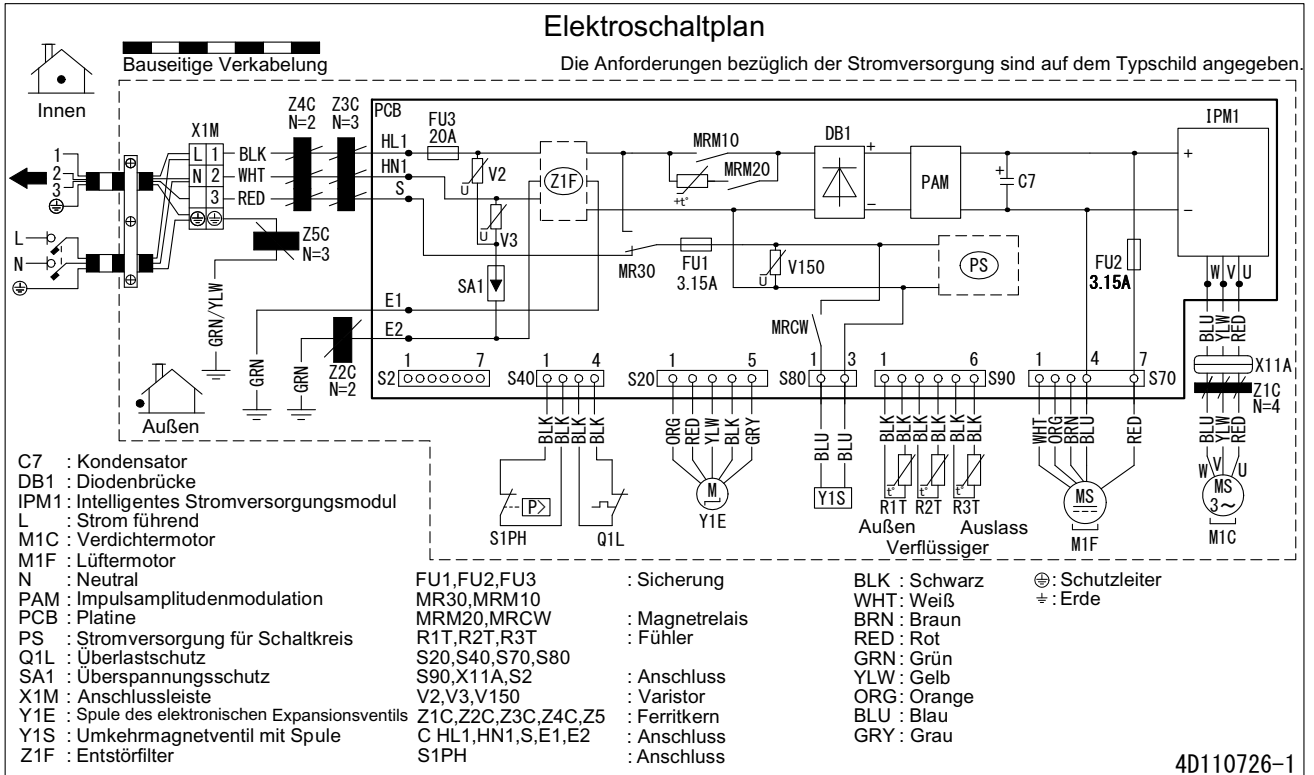 Elektroschaltplan
Bauseitige Verkabelung
Die Anforderungen bezüglich der Stromversorgung sind auf dem Typschild angegeben.
Innen
X1M
Z4C
N=2
Z3C
N=3
PCB
FU3
20A
HL1
HN1
S
V2
U
V3
U
Z1F
MRM10
MRM20
+t°
DB1
+
−
PAM
+
C7
IPM1
+
−
1
2
3
L 1
N 2
3
BLK
WHT
RED
L
N
Z5C
N=3
GRN/YLW
SA1
MR30
FU1
3.15A
V150
U
PS
FU2
3.15A
W
V
U
E1
E2
GRN
GRN
Z2C
N=2
MRCW
BLU
YLW
RED
X11A
Z1C
N=4
Außen
S2
1
7
S40
1
4
S20
1
5
S80
1
3
1
6
S90
1
4
7
S70
BLK
BLK
BLK
BLK
ORG
RED
YLW
BLK
GRY
BLU
BLU
BLK
BLK
BLK
BLK
BLK
BLK
WHT
ORG
BRN
BLU
RED
BLU
YLW
RED
W
V
U
P>
S1PH
Q1L
M
Y1E
Y1S
t°
t°
t°
R1T
R2T
R3T
Außen
Auslass
Verflüssiger
MS
M1F
MS
3~
M1C
C7 : Kondensator
DB1 : Diodenbrücke
IPM1 : Intelligentes Stromversorgungsmodul
L : Strom führend
M1C : Verdichtermotor
M1F : Lüftermotor
N : Neutral
PAM : Impulsamplitudenmodulation
PCB : Platine
PS : Stromversorgung für Schaltkreis
Q1L : Überlastschutz
SA1 : Überspannungsschutz
X1M : Anschlussleiste
Y1E : Spule des elektronischen Expansionsventils
Y1S : Umkehrmagnetventil mit Spule
Z1F : Entstörfilter
FU1,FU2,FU3 : Sicherung
MR30,MRM10
MRM20,MRCW : Magnetrelais
R1T,R2T,R3T : Fühler
S20,S40,S70,S80
S90,X11A,S2 : Anschluss
V2,V3,V150 : Varistor
Z1C,Z2C,Z3C,Z4C,Z5 : Ferritkern
C HL1,HN1,S,E1,E2 : Anschluss
S1PH : Anschluss
BLK : Schwarz
WHT : Weiß
BRN : Braun
RED : Rot
GRN : Grün
YLW : Gelb
ORG : Orange
BLU : Blau
GRY : Grau
: Schutzleiter
: Erde
4D110726-1